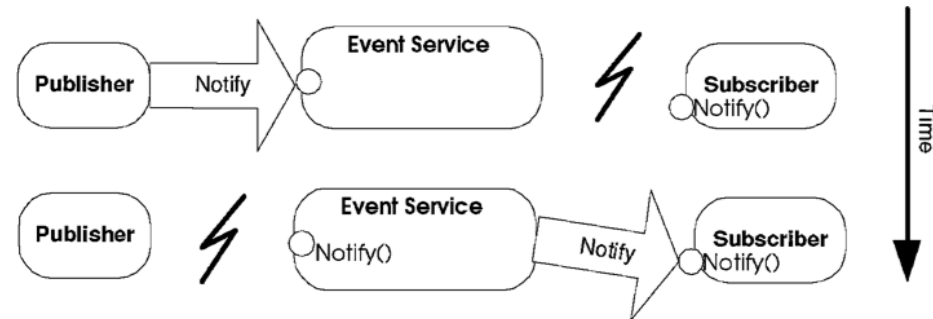 Event Service
Publisher
Notify
Subscriber
Notify()
Time
Event Service
Publisher
Notify()
Notify
Subscriber
Notify()